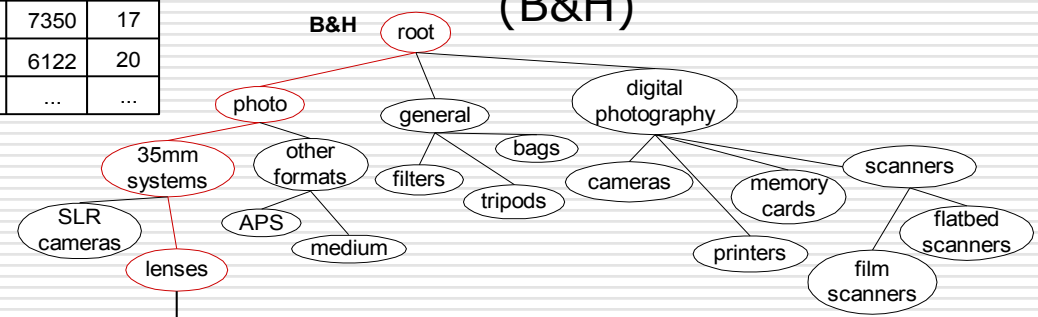 (B&H)
7350 17
6122 20
... ...
B&H
root
photo
general
digital
photography
35mm
systems
other
formats
filters
bags
tripods
cameras
memory
cards
scanners
SLR
cameras
APS
medium
lenses
printers
film
scanners
flatbed
scanners